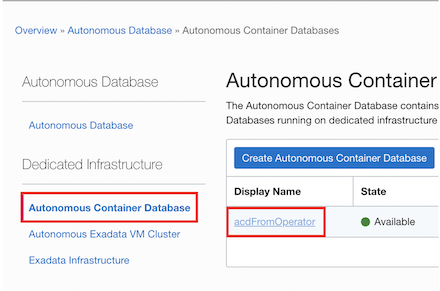 Overview » Autonomous Database » Autonomous Container Databases
Autonomous Database
Autonomous Database
Dedicated Infrastructure
Autonomous Container Database
Autonomous Exadata VM Cluster
Exadata Infrastructure
Autonomous Container
The Autonomous Container Database contains
Databases running on dedicated infrastructure
Create Autonomous Container Database
Display Name State
acdFromOperator Available